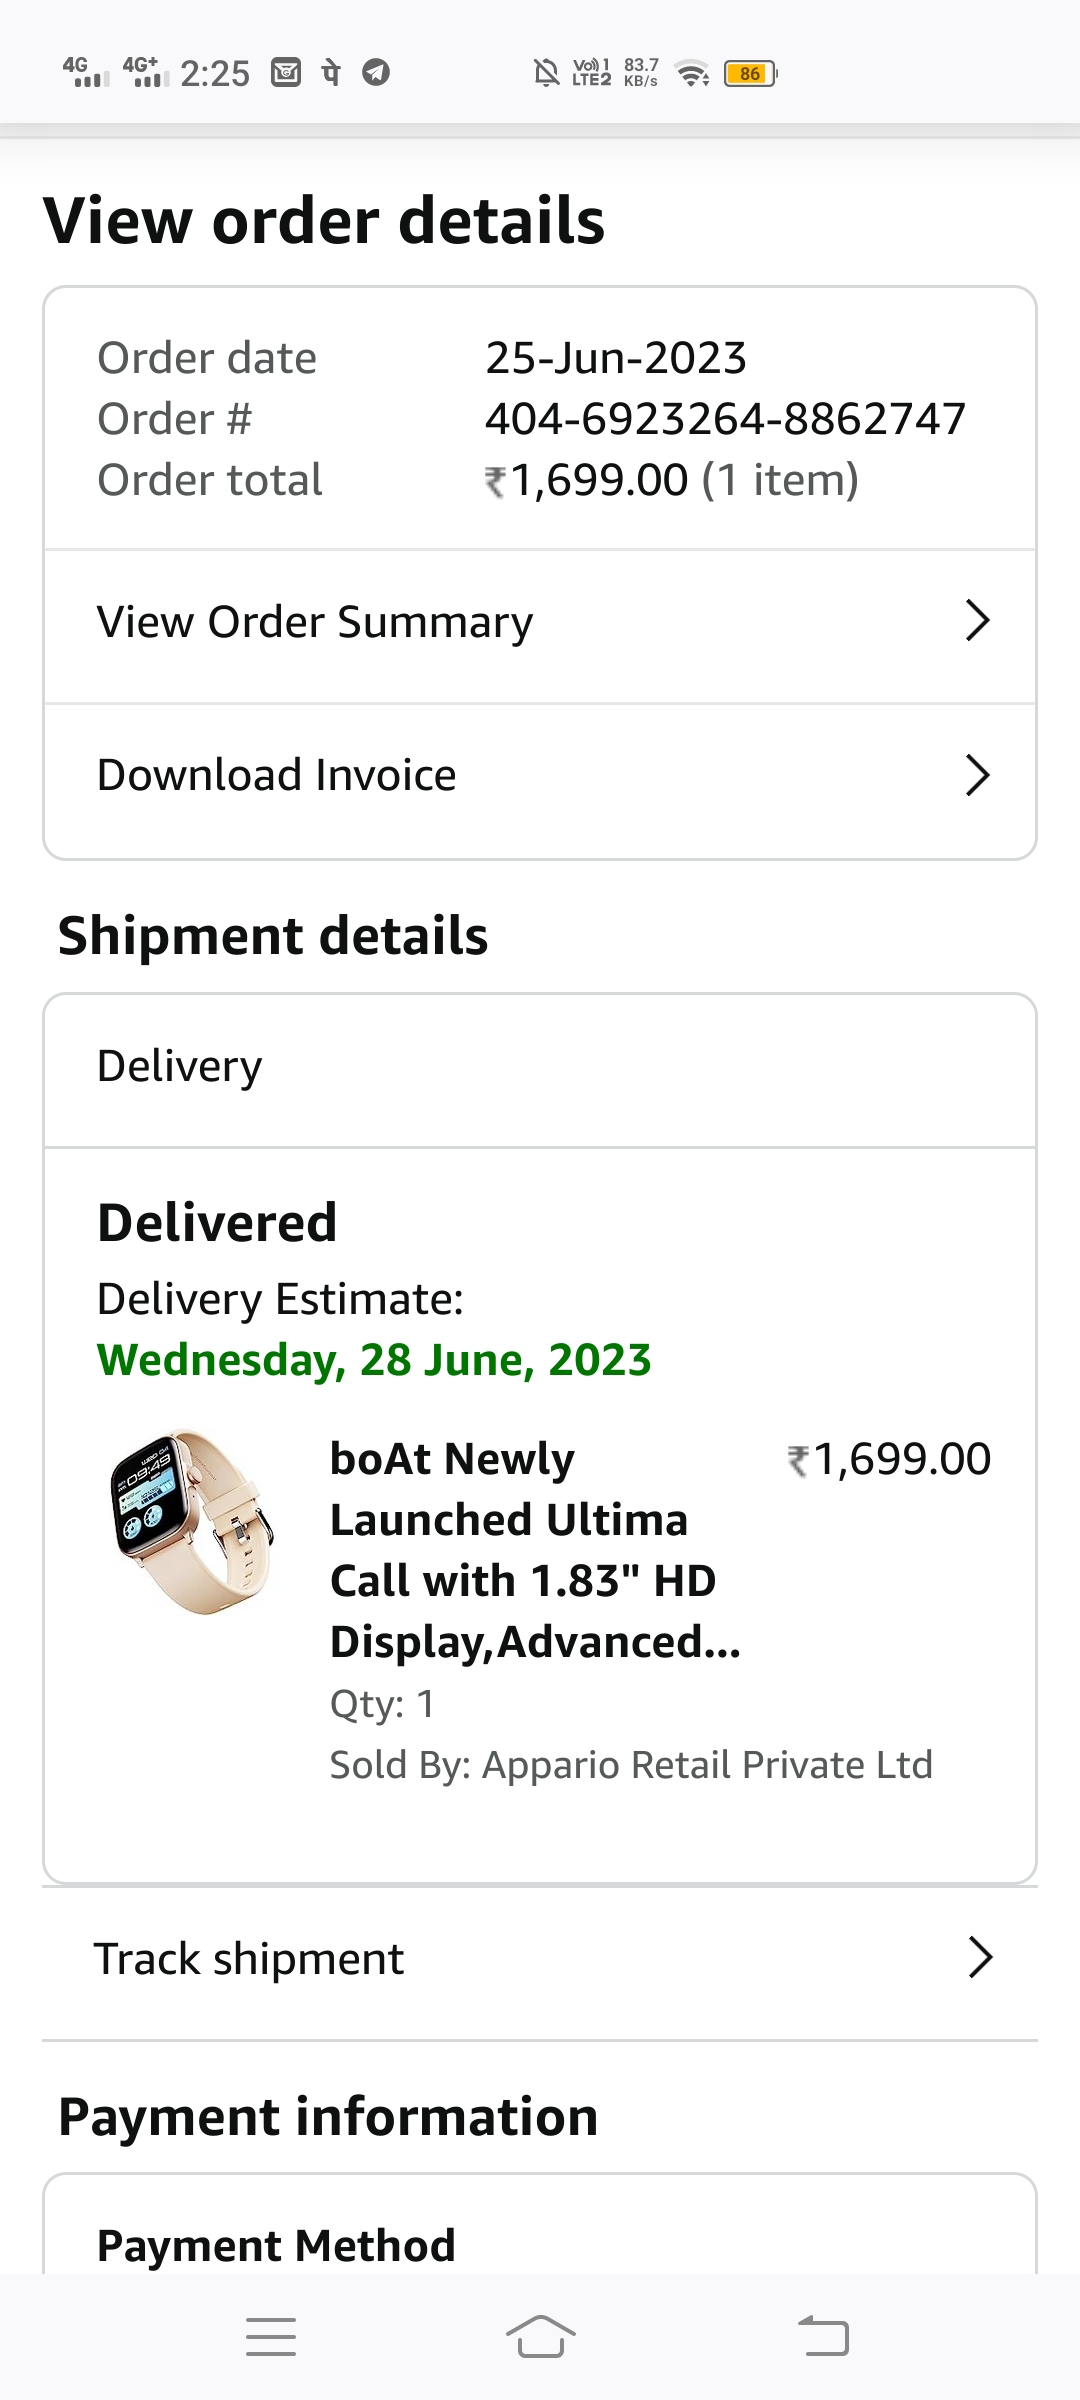 4G 4G+ 2:25 पे Vo)) 1 LTE2 83.7 KB/s 86
View order details
Order date 25-Jun-2023
Order # 404-6923264-8862747
Order total ₹1,699.00 (1 item)
View Order Summary
Download Invoice
Shipment details
Delivery
Delivered
Delivery Estimate:
Wednesday, 28 June, 2023
09:49
boAt Newly ₹1,699.00
Launched Ultima
Call with 1.83" HD
Display,Advanced...
Qty: 1
Sold By: Appario Retail Private Ltd
Track shipment
Payment information
Payment Method